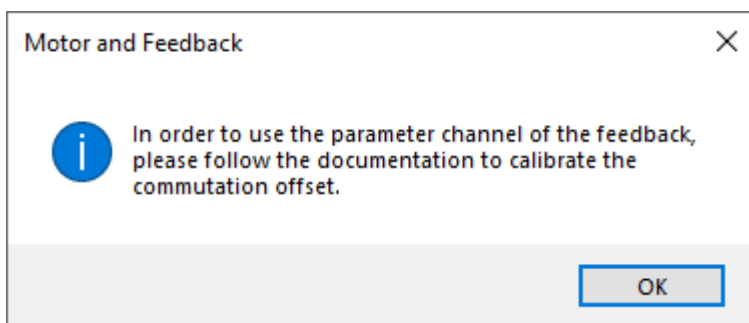 Motor and Feedback
In order to use the parameter channel of the feedback,
please follow the documentation to calibrate the
commutation offset.
OK